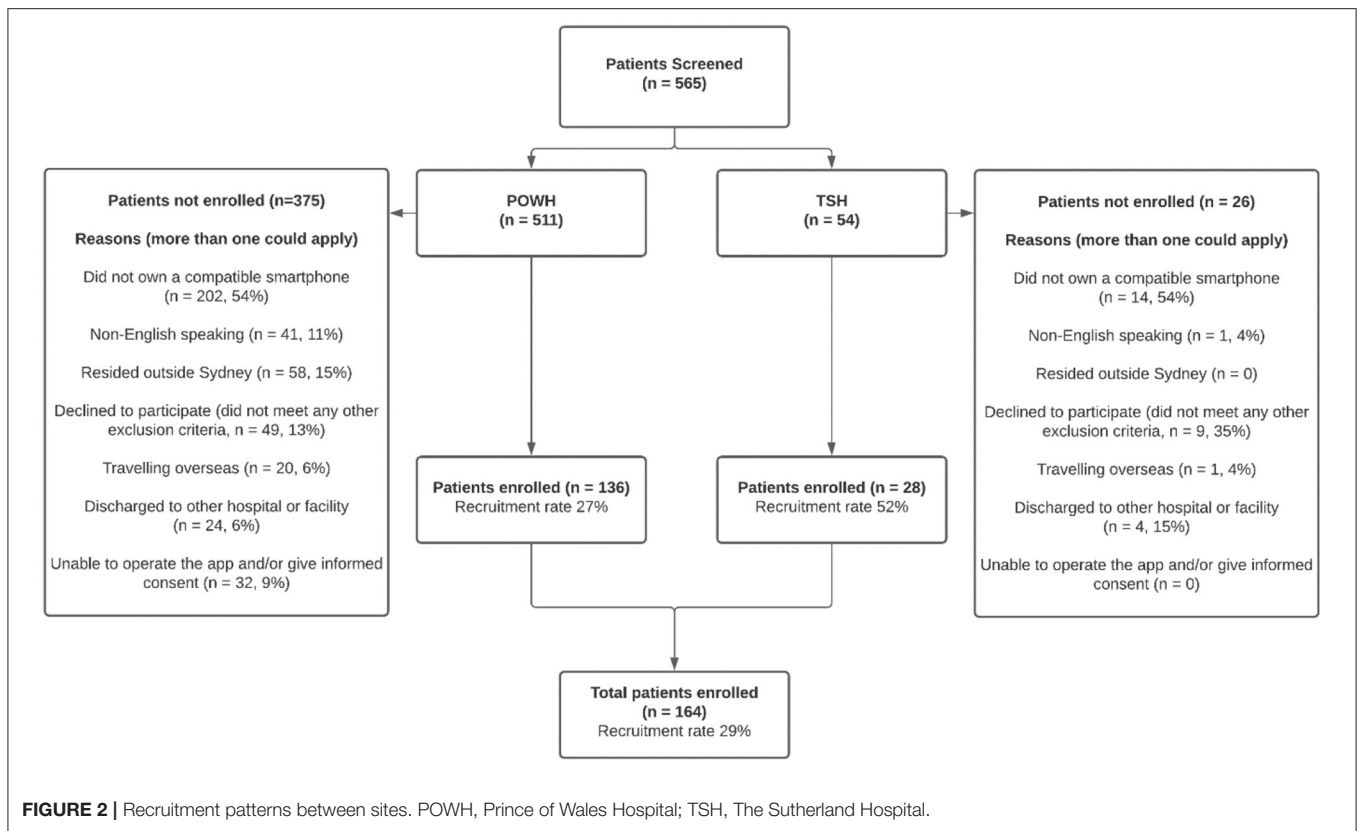 Patients Screened
(n = 565)
POWH
(n = 511)
TSH
(n = 54)
Patients not enrolled (n=375)
Reasons (more than one could apply)
Did not own a compatible smartphone
(n = 202, 54%)
Non-English speaking (n = 41, 11%)
Resided outside Sydney (n = 58, 15%)
Declined to participate (did not meet any other
exclusion criteria, n = 49, 13%)
Travelling overseas (n = 20, 6%)
Discharged to other hospital or facility
(n = 24, 6%)
Unable to operate the app and/or give informed
consent (n = 32, 9%)
Patients not enrolled (n = 26)
Reasons (more than one could apply)
Did not own a compatible smartphone
(n = 14, 54%)
Non-English speaking (n = 1, 4%)
Resided outside Sydney (n = 0)
Declined to participate (did not meet any other
exclusion criteria, n = 9, 35%)
Travelling overseas (n = 1, 4%)
Discharged to other hospital or facility
(n = 4, 15%)
Unable to operate the app and/or give informed
consent (n = 0)
Patients enrolled (n = 136)
Recruitment rate 27%
Patients enrolled (n = 28)
Recruitment rate 52%
Total patients enrolled
(n = 164)
Recruitment rate 29%
FIGURE 2 | Recruitment patterns between sites. POWH, Prince of Wales Hospital; TSH, The Sutherland Hospital.